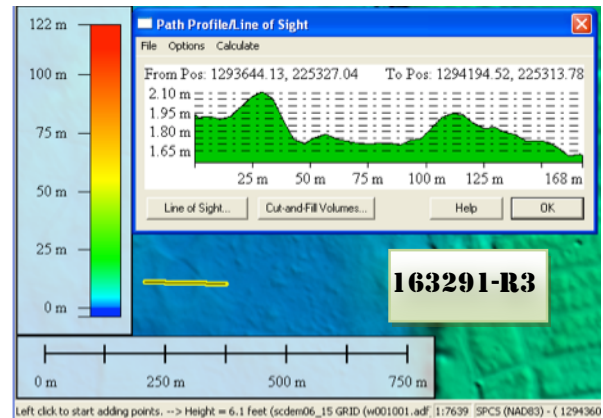 122 m
100 m
75 m
50 m
25 m
0 m
Path Profile/Line of Sight
File Options Calculate
From Pos: 1293644.13, 225327.04 To Pos: 1294194.52, 225313.78
2.10 m
1.95 m
1.80 m
1.65 m
25 m 50 m 75 m 100 m 125 m 168 m
Line of Sight... Cut-and-Fill Volumes... Help OK
163291-R3
0 m 250 m 500 m 750 m
Left click to start adding points. --> Height = 6.1 feet (scdem06_15 GRID (w001001.adf 1:7639 SPCS (NAD83) - ( 1294368